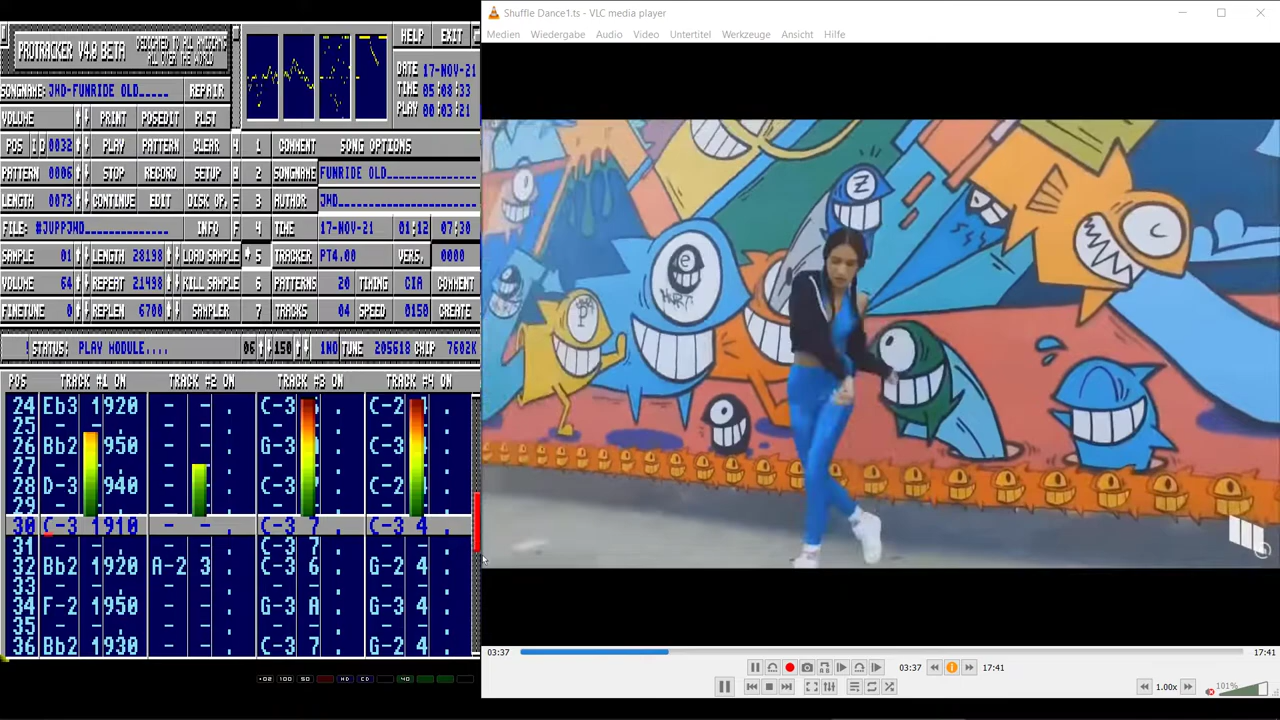 PROTRACKER V4.0 BETA
DESIGNED TO ALL AMIGANS
ALL OVER THE WORLD
HELP EXIT
DATE 17-NOV-21
TIME 05:08:33
PLAY 00:03:21
SONGNAME: JMD-FUNRIDE OLD_____ REPAIR
VOLUME PRINT POSEDIT PLST
POS 0032 PLAY PATTERN CLEAR 1 COMMENT SONG OPTIONS
PATTERN 0006 STOP RECORD SETUP 2 SONGNAME FUNRIDE OLD
LENGTH 0073 CONTINUE EDIT DISK OP. 3 AUTHOR JMD
FILE: #JUPPJMD INFO F 4 TIME 17-NOV-21 01:12 07:30
SAMPLE 01 LENGTH 28198 LOAD SAMPLE 5 TRACKER PT4.00 VERS. 0000
VOLUME 64 REPEAT 21498 KILL SAMPLE 6 PATTERNS 20 TIMING CIA COMMENT
FINETUNE 0 REPLEN 6700 SAMPLER 7 TRACKS 04 SPEED 0150 CREATE
STATUS: PLAY MODULE.... 06 150 1NO TUNE 205618 CHIP 7602K
POS TRACK #1 ON TRACK #2 ON TRACK #3 ON TRACK #4 ON
24 Eb3 1920 - - . C-3 . C-2 .
25 - - . - - . . .
26 Bb2 950 - - . G-3 . C-3 .
27 - . - . . .
28 D-3 940 - . C-3 . C-2 .
29 - . - . . .
30 C-3 1910 - - . C-3 7 . C-3 4 .
31 - - . - - . C-3 7 . - - .
32 Bb2 1920 A-2 3 . C-3 6 . G-2 4 .
33 - - . - - . - - . - - .
34 F-2 1950 - - . G-3 A . G-3 4 .
35 - - . - - . - - . - - .
36 Bb2 1930 - - . C-3 7 . G-2 4 .
Shuffle Dance1.ts - VLC media player
Medien Wiedergabe Audio Video Untertitel Werkzeuge Ansicht Hilfe
Z
e
HURT
P
03:37 17:41
03:37 17:41
1.00x 101%